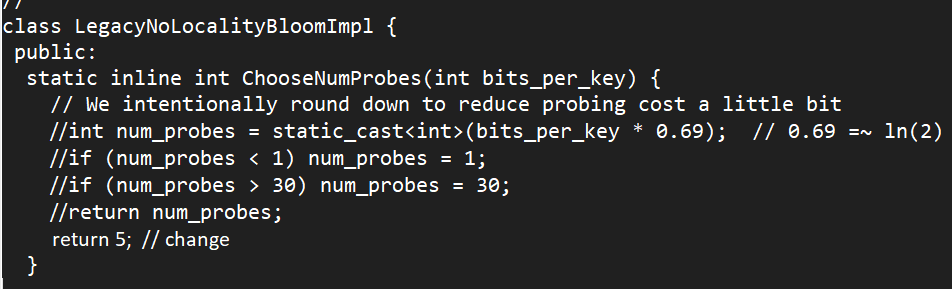 //
class LegacyNoLocalityBloomImpl {
public:
static inline int ChooseNumProbes(int bits_per_key) {
// We intentionally round down to reduce probing cost a little bit
//int num_probes = static_cast<int>(bits_per_key * 0.69);  // 0.69 =~ ln(2)
//if (num_probes < 1) num_probes = 1;
//if (num_probes > 30) num_probes = 30;
//return num_probes;
return 5; // change
}